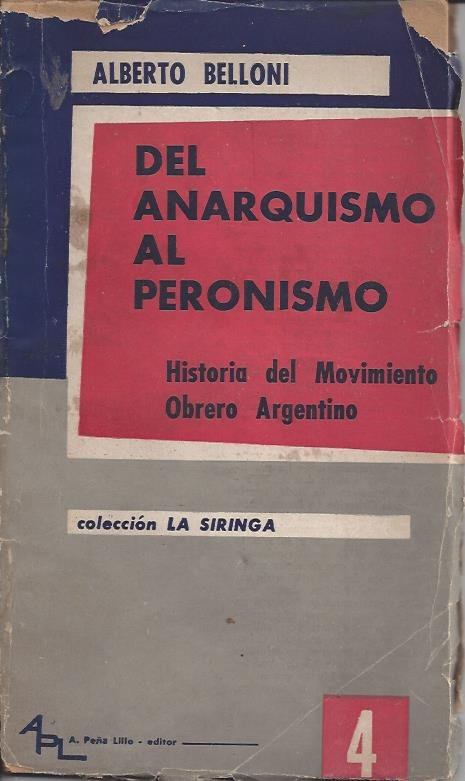 ALBERTO BELLONI
DEL
ANARQUISMO
AL
PERONISMO
Historia del Movimiento
Obrero Argentino
colección LA SIRINGA
APL A. Peña Lillo - editor
4